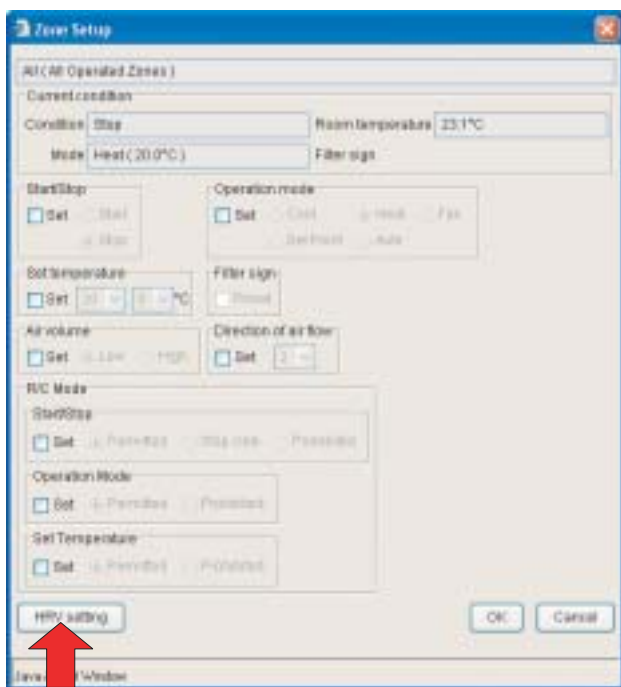 Zone Setup
All ( All Operated Zones )
Current condition
Condition Stop Room temperature 23.1°C
Mode Heat ( 20.0°C ) Filter sign
Start/Stop Operation mode
Set Start Set Cool Heat Fan
Stop Auto
Set temperature Filter sign
Set °C Reset
Air volume Direction of air flow
Set Low High Set 2
R/C Mode
Start/Stop
Set Permitted Stop only Prohibited
Operation Mode
Set Permitted Prohibited
Set Temperature
Set Permitted Prohibited
HRV setting OK Cancel
Java Window